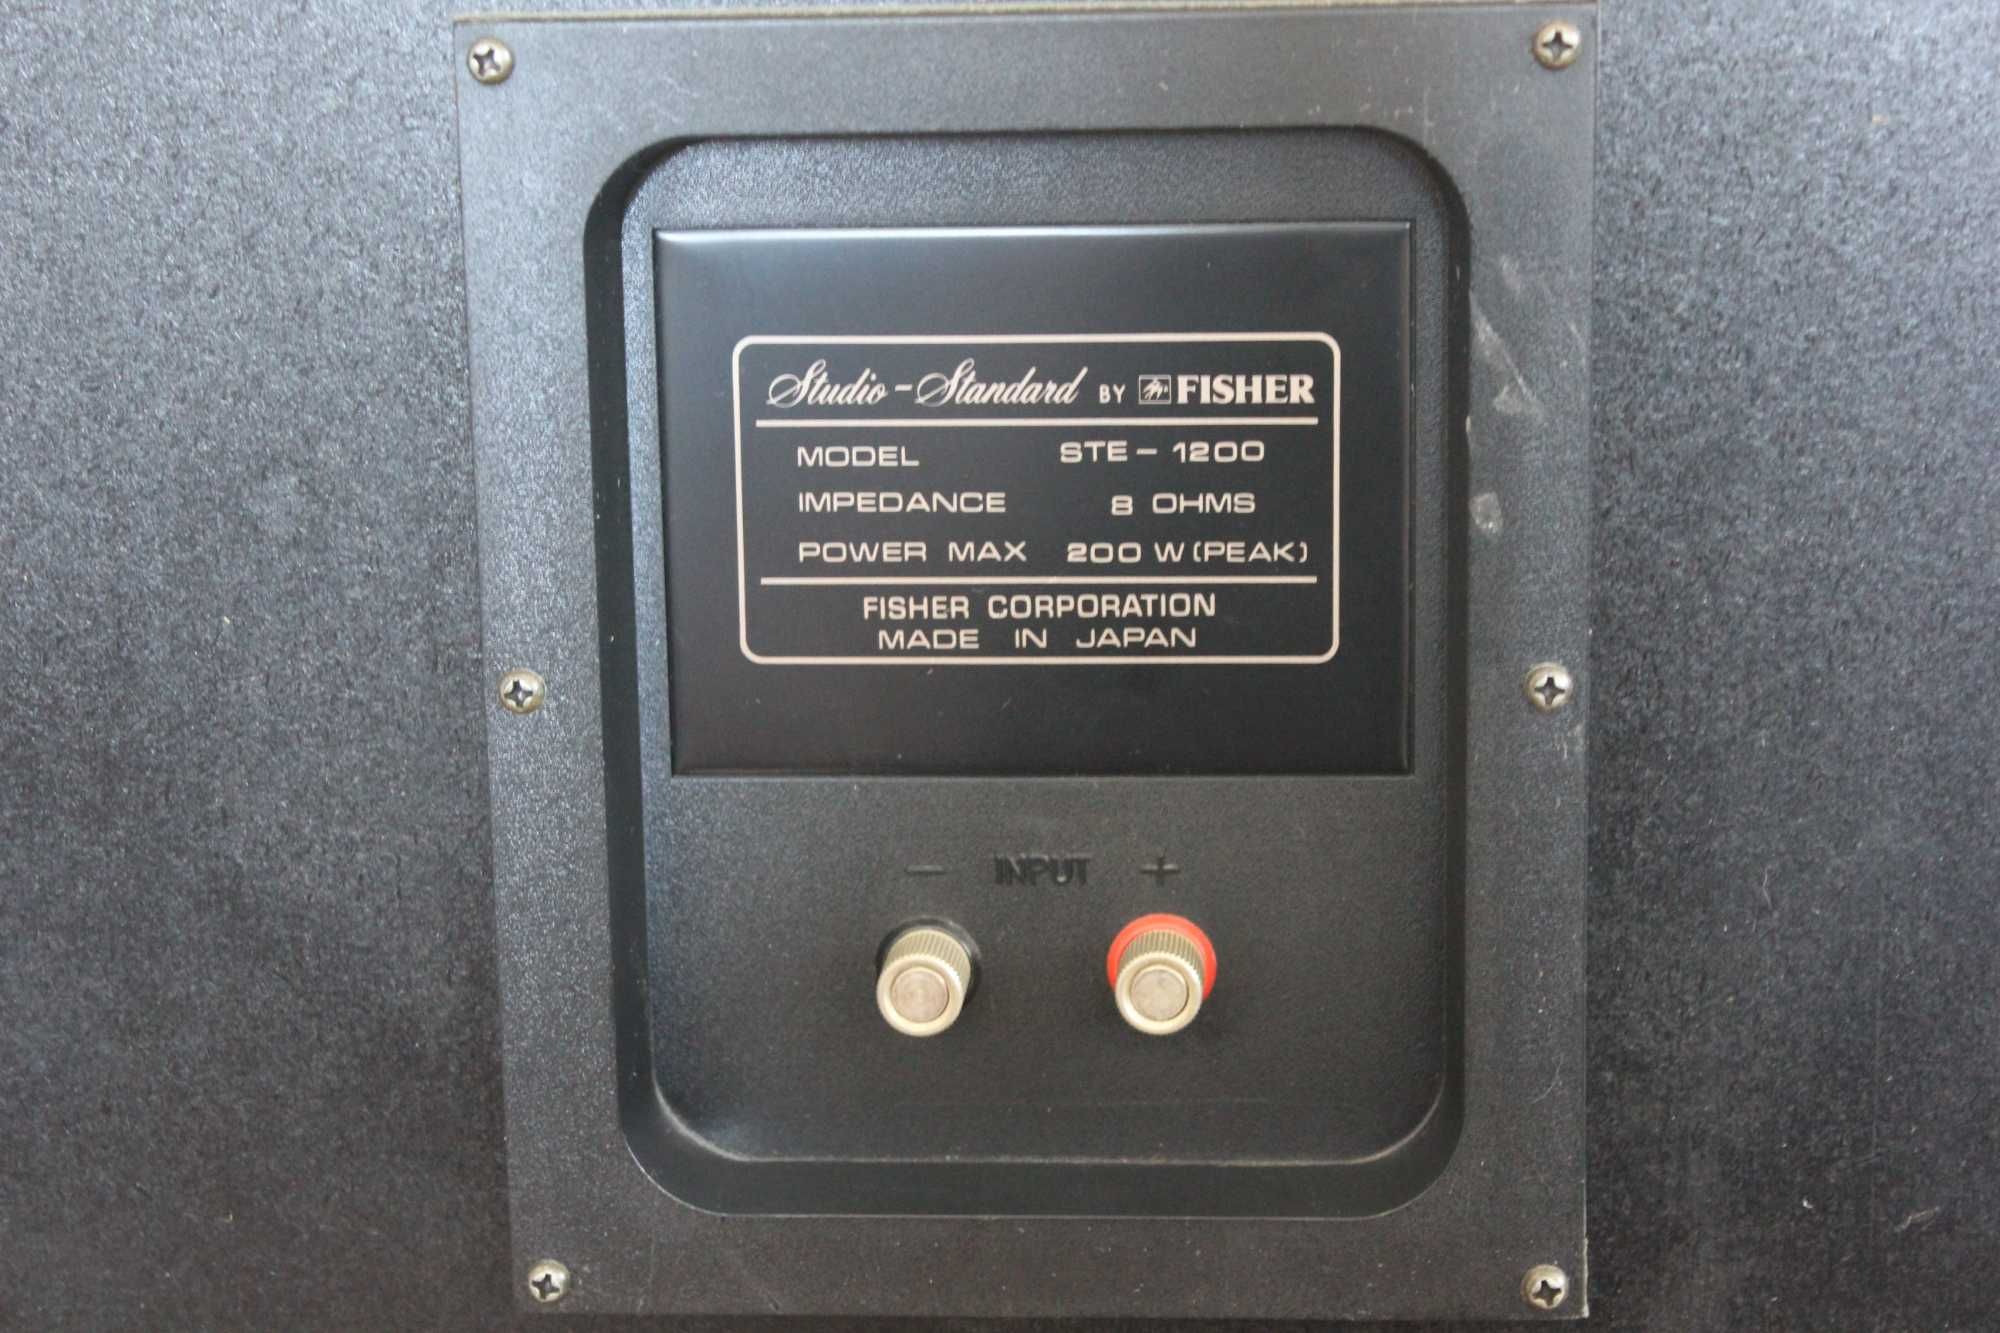 Studio-Standard BY FISHER
MODEL STE-1200
IMPEDANCE 8 OHMS
POWER MAX 200 W (PEAK)
FISHER CORPORATION
MADE IN JAPAN
- INPUT +